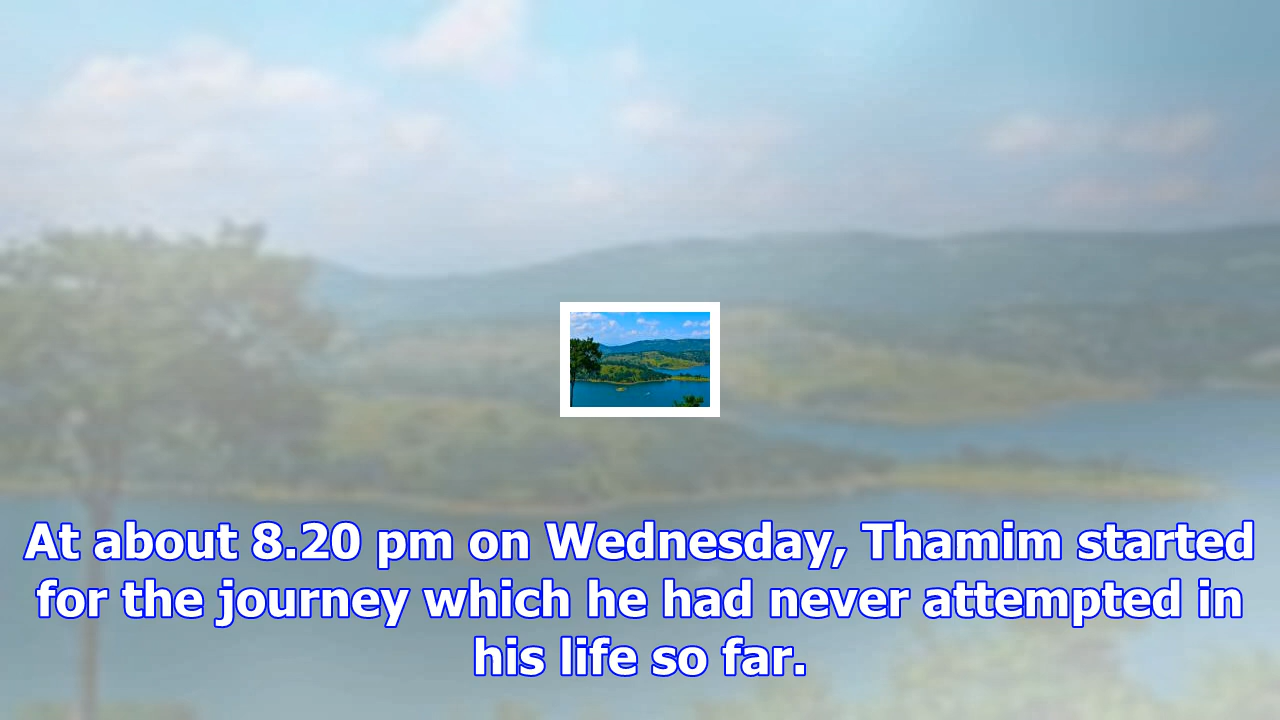 At about 8.20 pm on Wednesday, Thamim started
for the journey which he had never attempted in
his life so far.